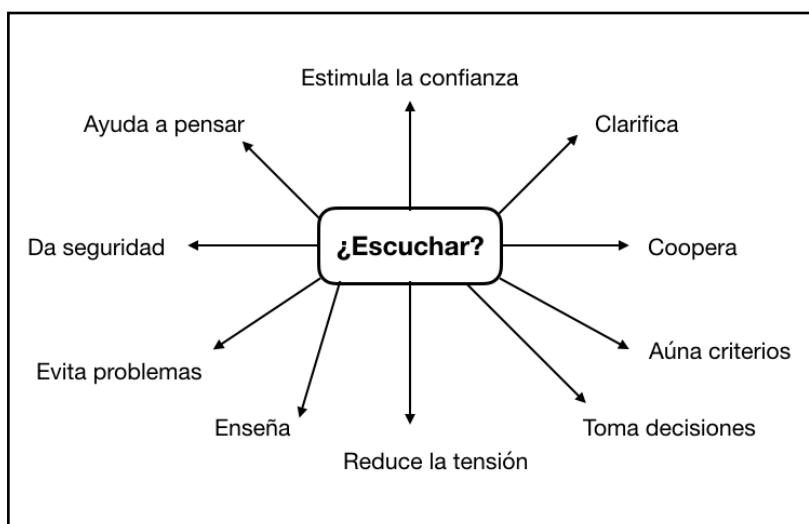 Estimula la confianza
Ayuda a pensar
Clarifica
Da seguridad
¿Escuchar?
Coopera
Evita problemas
Aúna criterios
Enseña
Toma decisiones
Reduce la tensión